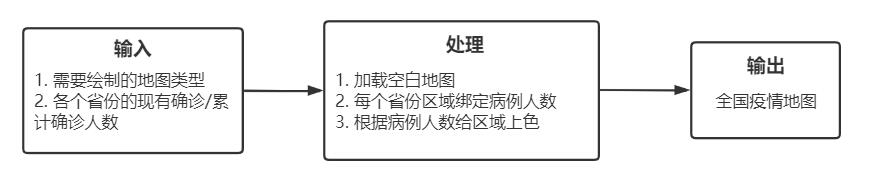 输入
1. 需要绘制的地图类型
2. 各个省份的现有确诊/累
计确诊人数
处理
1. 加载空白地图
2. 每个省份区域绑定病例人数
3. 根据病例人数给区域上色
输出
全国疫情地图